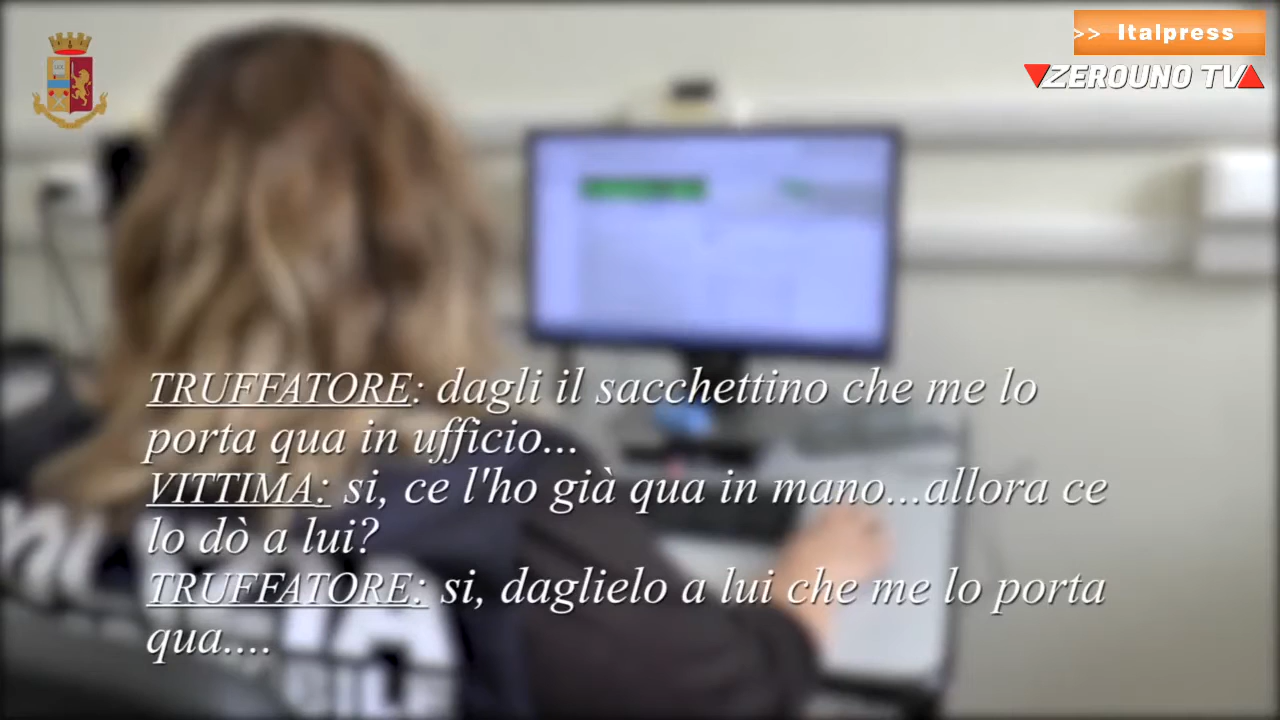 >> Italpress
ZEROUNO TV
TRUFFATORE: dagli il sacchettino che me lo
porta qua in ufficio...
VITTIMA: si, ce l'ho già qua in mano...allora ce
lo dò a lui?
TRUFFATORE: si, daglielo a lui che me lo porta
qua....